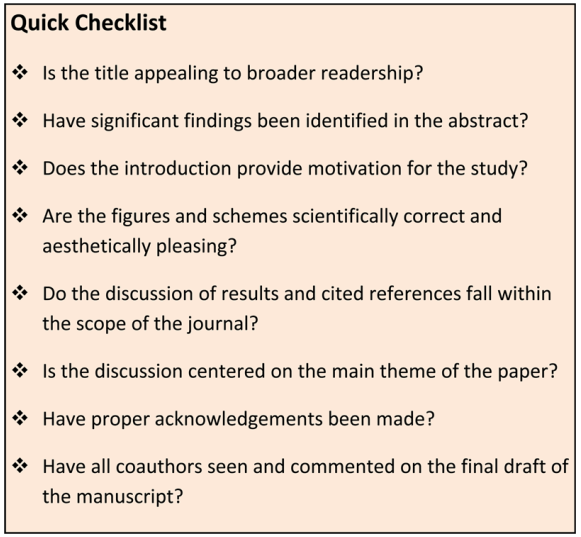 Quick Checklist
❖ Is the title appealing to broader readership?
❖ Have significant findings been identified in the abstract?
❖ Does the introduction provide motivation for the study?
❖ Are the figures and schemes scientifically correct and
aesthetically pleasing?
❖ Do the discussion of results and cited references fall within
the scope of the journal?
❖ Is the discussion centered on the main theme of the paper?
❖ Have proper acknowledgements been made?
❖ Have all coauthors seen and commented on the final draft of
the manuscript?